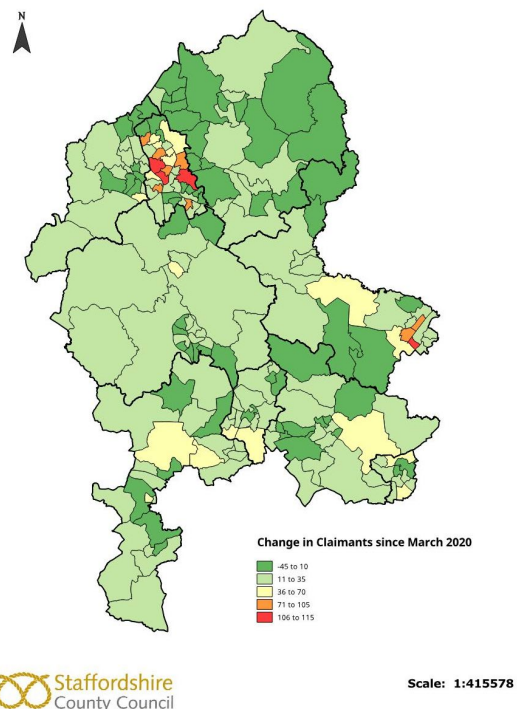 N
Change in Claimants since March 2020
-45 to 10
11 to 35
36 to 70
71 to 105
106 to 115
Staffordshire
County Council
Scale: 1:415578